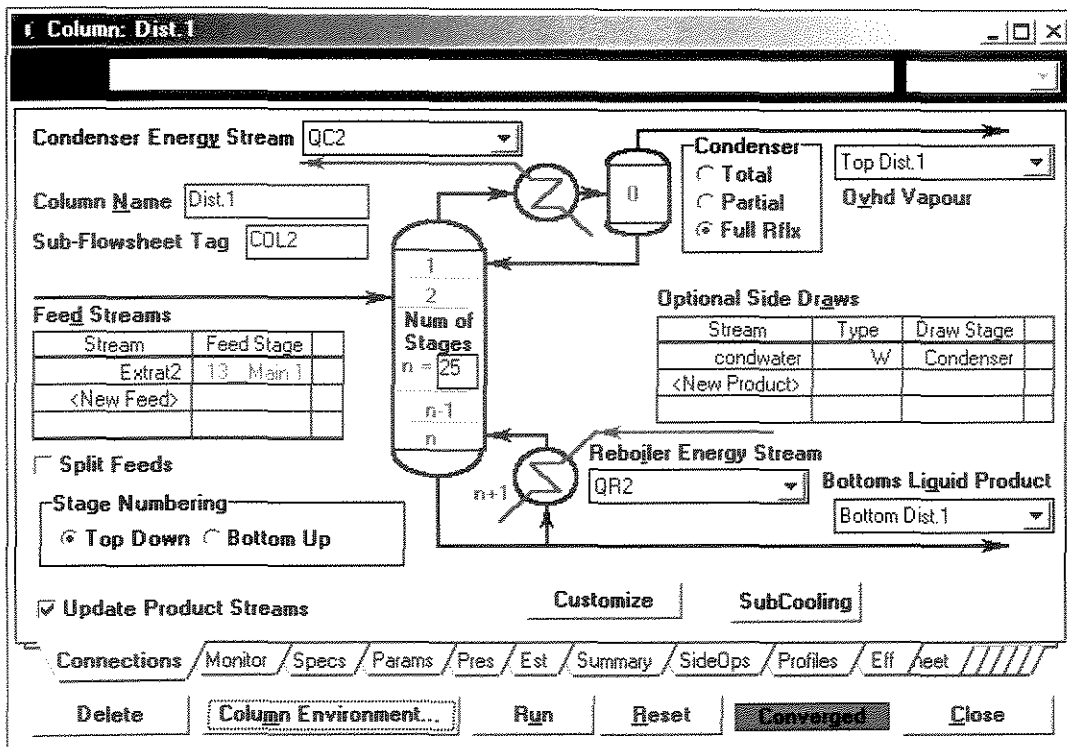 Column: Dist.1
Condenser Energy Stream QC2
Condenser
Total
Partial
Full Rflx
Top Dist.1
Ovhd Vapour
Column Name Dist.1
Sub-Flowsheet Tag COL2
0
1
2
Num of
Stages
n = 25
n-1
n
n+1
Feed Streams
Stream Feed Stage
Extrat2 13 Main 1
<New Feed>
Optional Side Draws
Stream Type Draw Stage
condwater W Condenser
<New Product>
Split Feeds
Reboiler Energy Stream
QR2
Bottoms Liquid Product
Bottom Dist.1
Stage Numbering
Top Down Bottom Up
Update Product Streams
Customize SubCooling
Connections Monitor Specs Params Pres Est Summary SideOps Profiles Eff heet
Delete Column Environment... Run Reset Converged Close